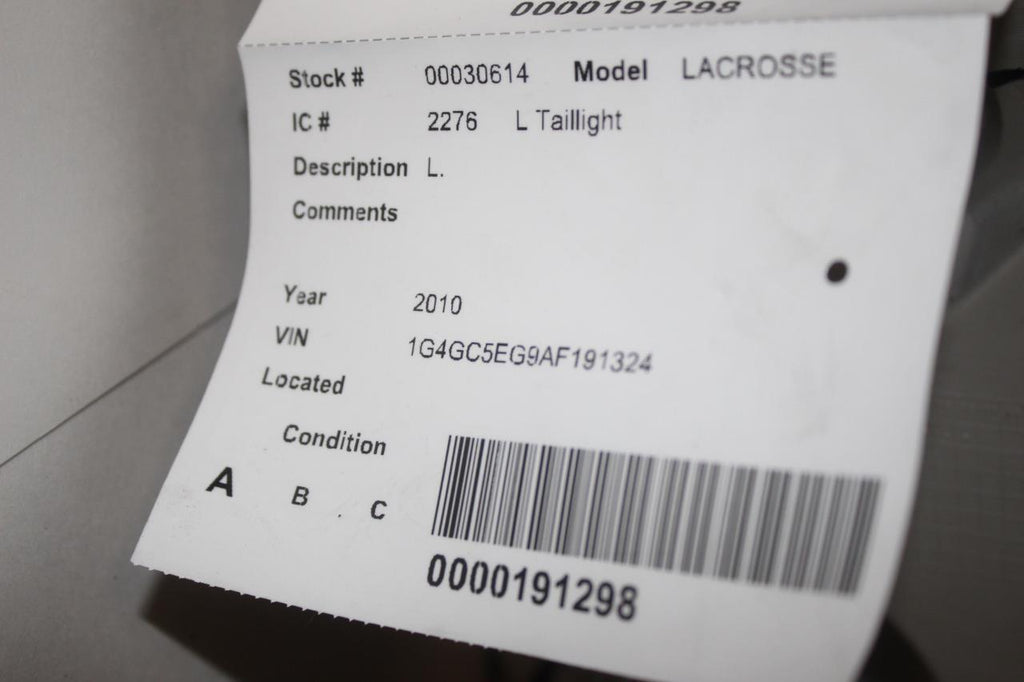 0000191298
Stock # 00030614 Model LACROSSE
IC # 2276 L Taillight
Description L.
Comments
Year 2010
VIN 1G4GC5EG9AF191324
Located
Condition
A B . C
0000191298